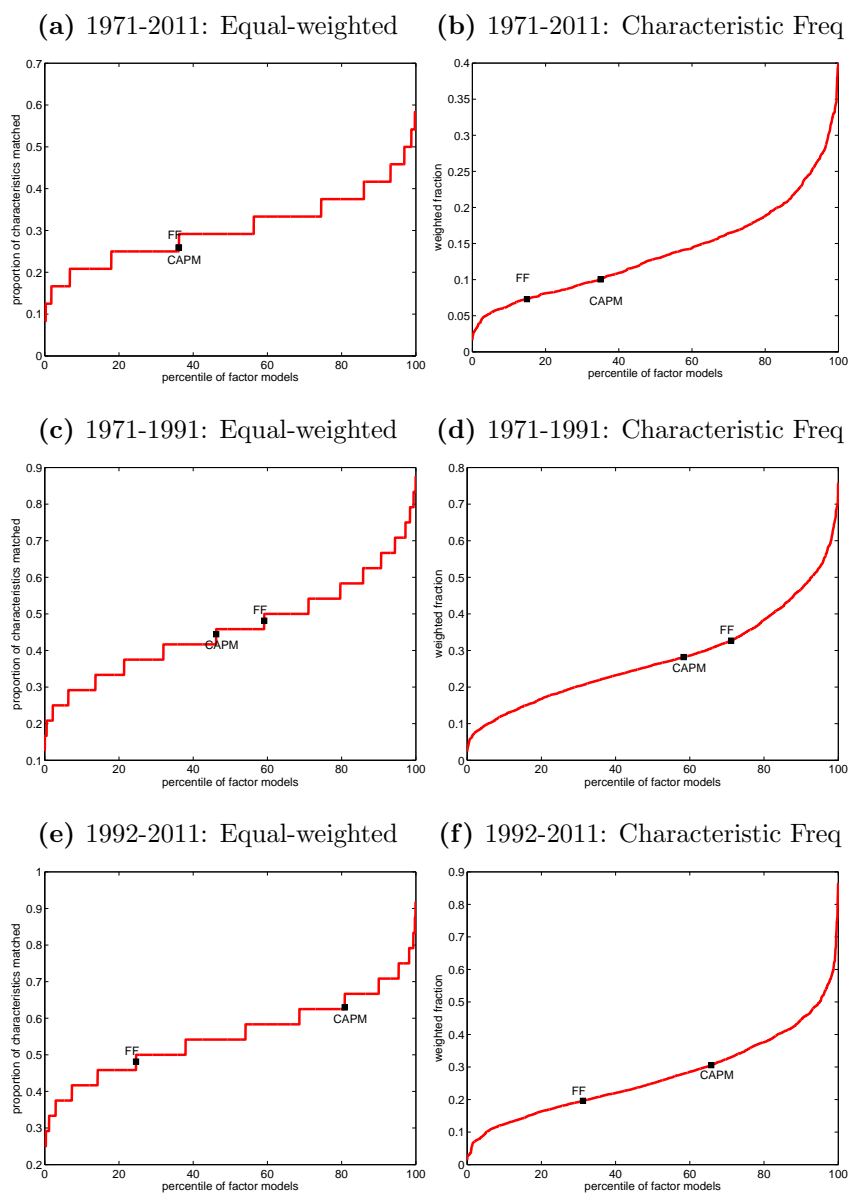 (a) 1971-2011: Equal-weighted
proportion of characteristics matched
0.7
0.6
0.5
0.4
0.3
0.2
0.1
0
FF
CAPM
0 20 40 60 80 100
percentile of factor models
(b) 1971-2011: Characteristic Freq
weighted fraction
0.4
0.35
0.3
0.25
0.2
0.15
0.1
0.05
0
FF
CAPM
0 20 40 60 80 100
percentile of factor models
(c) 1971-1991: Equal-weighted
proportion of characteristics matched
0.9
0.8
0.7
0.6
0.5
0.4
0.3
0.2
0.1
FF
CAPM
0 20 40 60 80 100
percentile of factor models
(d) 1971-1991: Characteristic Freq
weighted fraction
0.8
0.7
0.6
0.5
0.4
0.3
0.2
0.1
0
FF
CAPM
0 20 40 60 80 100
percentile of factor models
(e) 1992-2011: Equal-weighted
proportion of characteristics matched
1
0.9
0.8
0.7
0.6
0.5
0.4
0.3
0.2
FF
CAPM
0 20 40 60 80 100
percentile of factor models
(f) 1992-2011: Characteristic Freq
weighted fraction
0.9
0.8
0.7
0.6
0.5
0.4
0.3
0.2
0.1
0
FF
CAPM
0 20 40 60 80 100
percentile of factor models